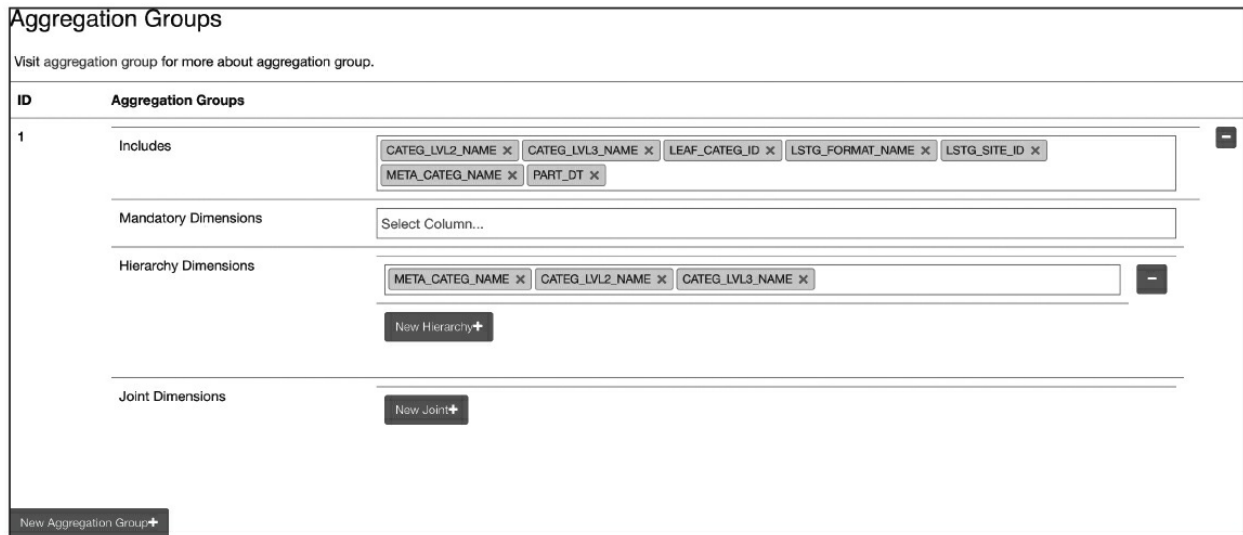 Aggregation Groups
Visit aggregation group for more about aggregation group.
ID Aggregation Groups
1 Includes CATEG_LVL2_NAME × CATEG_LVL3_NAME × LEAF_CATEG_ID × LSTG_FORMAT_NAME × LSTG_SITE_ID ×
META_CATEG_NAME × PART_DT ×
Mandatory Dimensions Select Column...
Hierarchy Dimensions META_CATEG_NAME × CATEG_LVL2_NAME × CATEG_LVL3_NAME ×
New Hierarchy+
Joint Dimensions New Joint+
New Aggregation Group+